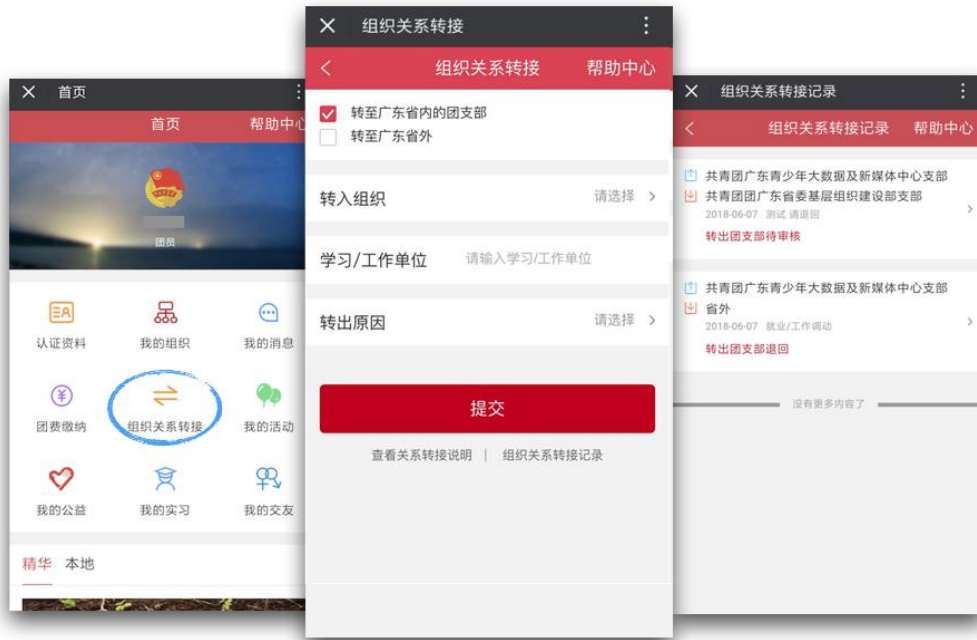 首页
首页
帮助中心
团员
认证资料
我的组织
我的消息
团费缴纳
组织关系转接
我的活动
我的公益
我的实习
我的交友
精华 本地
组织关系转接
组织关系转接 帮助中心
转至广东省内的团支部
转至广东省外
转入组织 请选择
学习/工作单位 请输入学习/工作单位
转出原因 请选择
提交
查看关系转接说明 | 组织关系转接记录
组织关系转接记录
组织关系转接记录 帮助中心
共青团广东青少年大数据及新媒体中心支部
共青团团广东省委基层组织建设部支部
2018-06-07 测试 请退回
转出团支部待审核
共青团广东青少年大数据及新媒体中心支部
省外
2018-06-07 就业/工作调动
转出团支部退回
没有更多内容了